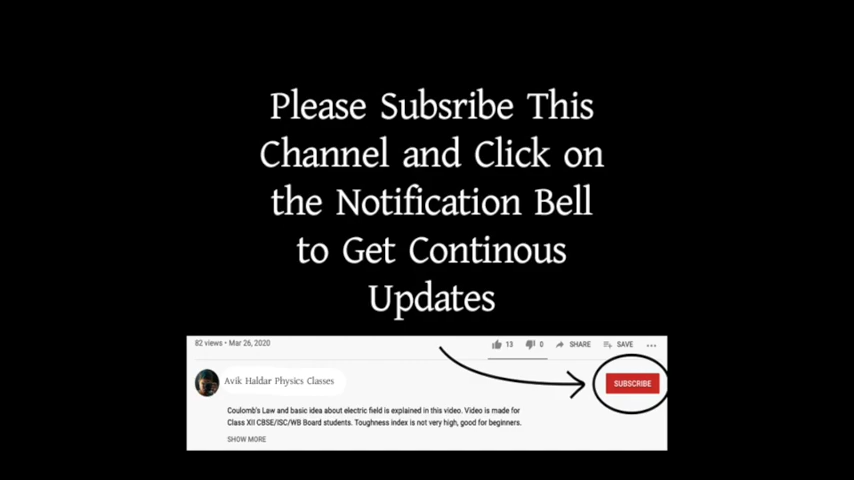 Please Subsribe This
Channel and Click on
the Notification Bell
to Get Continous
Updates
82 views • Mar 26, 2020
13
0
SHARE
SAVE
Avik Haldar Physics Classes
SUBSCRIBE
Coulomb's Law and basic idea about electric field is explained in this video. Video is made for
Class XII CBSE/ISC/WB Board students. Toughness index is not very high, good for beginners.
SHOW MORE